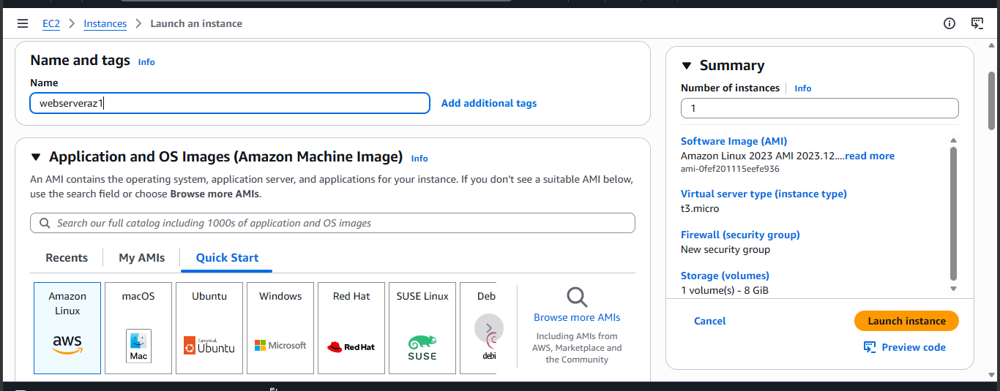 EC2 > Instances > Launch an instance
Name and tags Info
Name
webserveraz1
Add additional tags
Application and OS Images (Amazon Machine Image) Info
An AMI contains the operating system, application server, and applications for your instance. If you don't see a suitable AMI below,
use the search field or choose Browse more AMIs.
Search our full catalog including 1000s of application and OS images
Recents
My AMIs
Quick Start
Amazon
Linux
aws
macOS
Mac
Ubuntu
Canonical
Ubuntu
Windows
Microsoft
Red Hat
Red Hat
SUSE Linux
SUSE
Deb
debi
Browse more AMIs
Including AMIs from
AWS, Marketplace and
the Community
Summary
Number of instances Info
1
Software Image (AMI)
Amazon Linux 2023 AMI 2023.12....read more
ami-0fef201115eefe936
Virtual server type (instance type)
t3.micro
Firewall (security group)
New security group
Storage (volumes)
1 volume(s) - 8 GiB
Cancel
Launch instance
Preview code